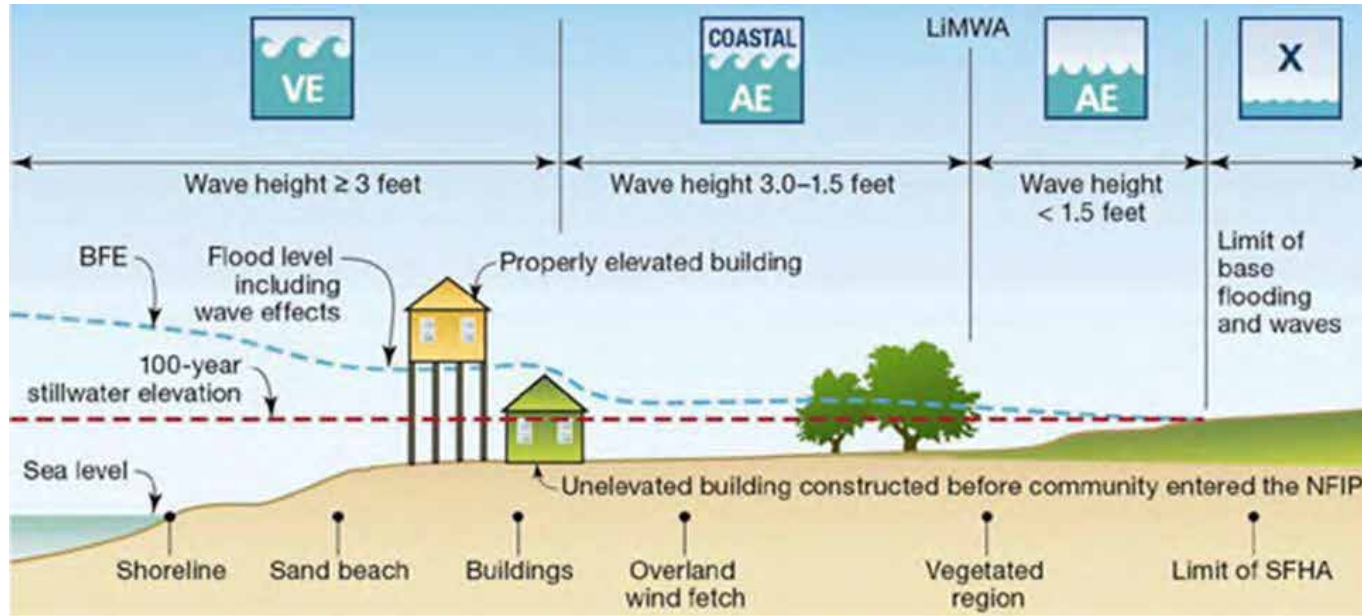 VE
COASTAL
AE
LiMWA
AE
X
Wave height ≥ 3 feet
Wave height 3.0–1.5 feet
Wave height
< 1.5 feet
BFE
Flood level
including
wave effects
Properly elevated building
Limit of
base
flooding
and waves
100-year
stillwater elevation
Sea level
Unelevated building constructed before community entered the NFIP
Shoreline
Sand beach
Buildings
Overland
wind fetch
Vegetated
region
Limit of SFHA